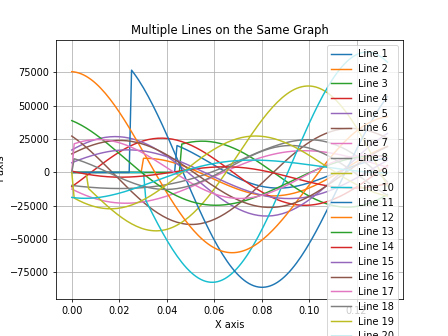 Multiple Lines on the Same Graph
75000
50000
25000
0
−25000
−50000
−75000
0.00
0.02
0.04
0.06
0.08
0.10
X axis
axis
Line 1
Line 2
Line 3
Line 4
Line 5
Line 6
Line 7
Line 8
Line 9
Line 10
Line 11
Line 12
Line 13
Line 14
Line 15
Line 16
Line 17
Line 18
Line 19
Line 20